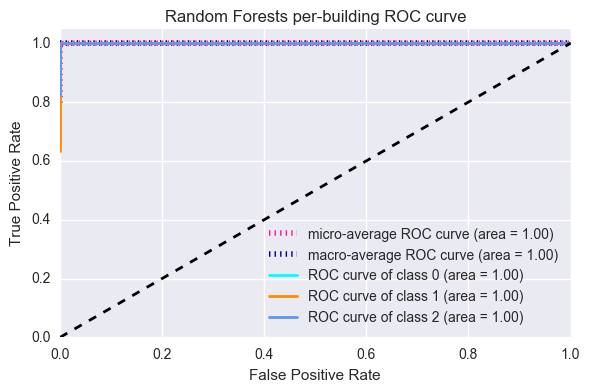 Random Forests per-building ROC curve
1.0
0.8
0.6
0.4
0.2
0.0
True Positive Rate
micro-average ROC curve (area = 1.00)
macro-average ROC curve (area = 1.00)
ROC curve of class 0 (area = 1.00)
ROC curve of class 1 (area = 1.00)
ROC curve of class 2 (area = 1.00)
0.0 0.2 0.4 0.6 0.8 1.0
False Positive Rate